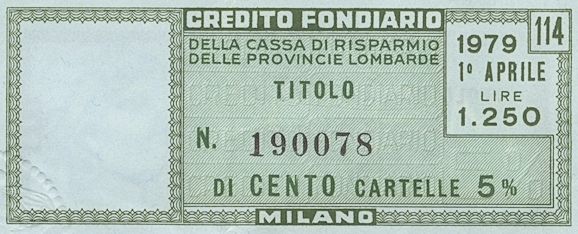 CREDITO FONDIARIO
DELLA CASSA DI RISPARMIO
DELLE PROVINCIE LOMBARDE
114
1979
1º APRILE
LIRE
1.250
TITOLO
N. 190078
DI CENTO CARTELLE 5%
MILANO